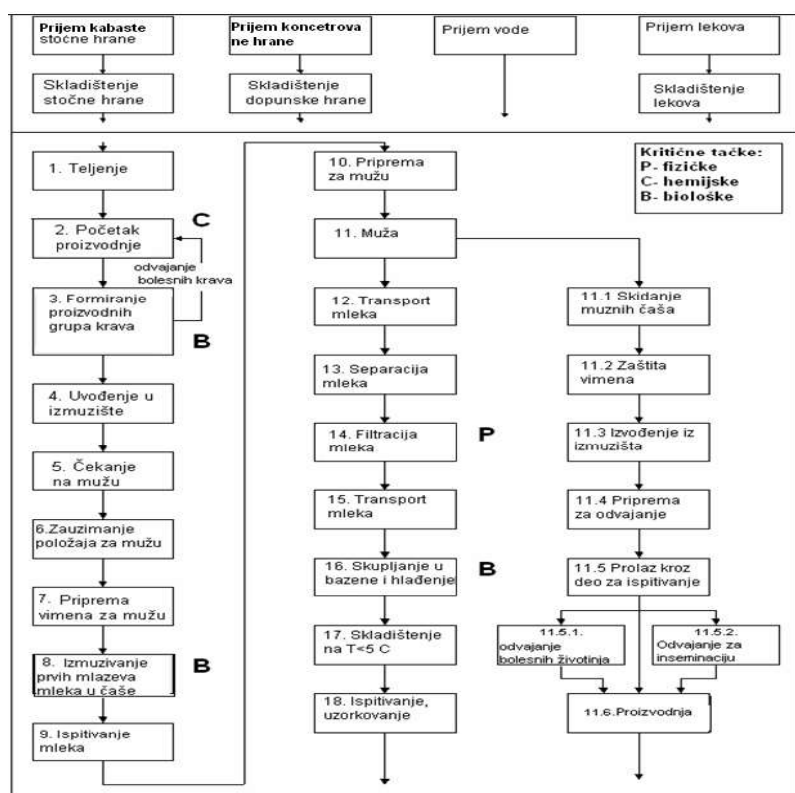 Prijem kabaste
stočne hrane
Prijem koncetrova
ne hrane
Prijem vode
Prijem lekova
Skladištenje
stočne hrane
Skladištenje
dopunske hrane
Skladištenje
lekova
Kritične tačke:
P- fizičke
C- hemijske
B- biološke
1. Teljenje
C
2. Početak
proizvodnje
odvajanje
bolesnih krava
3. Formiranje
proizvodnih
grupa krava
B
4. Uvođenje u
izmuzište
5. Čekanje
na mužu
6.Zauzimanje
položaja za mužu
7. Priprema
vimena za mužu
8. Izmuzivanje
prvih mlazeva
mleka u čaše
B
9. Ispitivanje
mleka
10. Priprema
za mužu
11. Muža
12. Transport
mleka
13. Separacija
mleka
14. Filtracija
mleka
P
15. Transport
mleka
16. Skupljanje u
bazene i hlađenje
B
17. Skladištenje
na T<5 C
18. Ispitivanje,
uzorkovanje
11.1 Skidanje
muznih čaša
11.2 Zaštita
vimena
11.3 Izvođenje iz
izmuzišta
11.4 Priprema
za odvajanje
11.5 Prolaz kroz
deo za ispitivanje
11.5.1.
odvajanje
bolesnih životinja
11.5.2.
Odvajanje za
inseminaciju
11.6.Proizvodnja